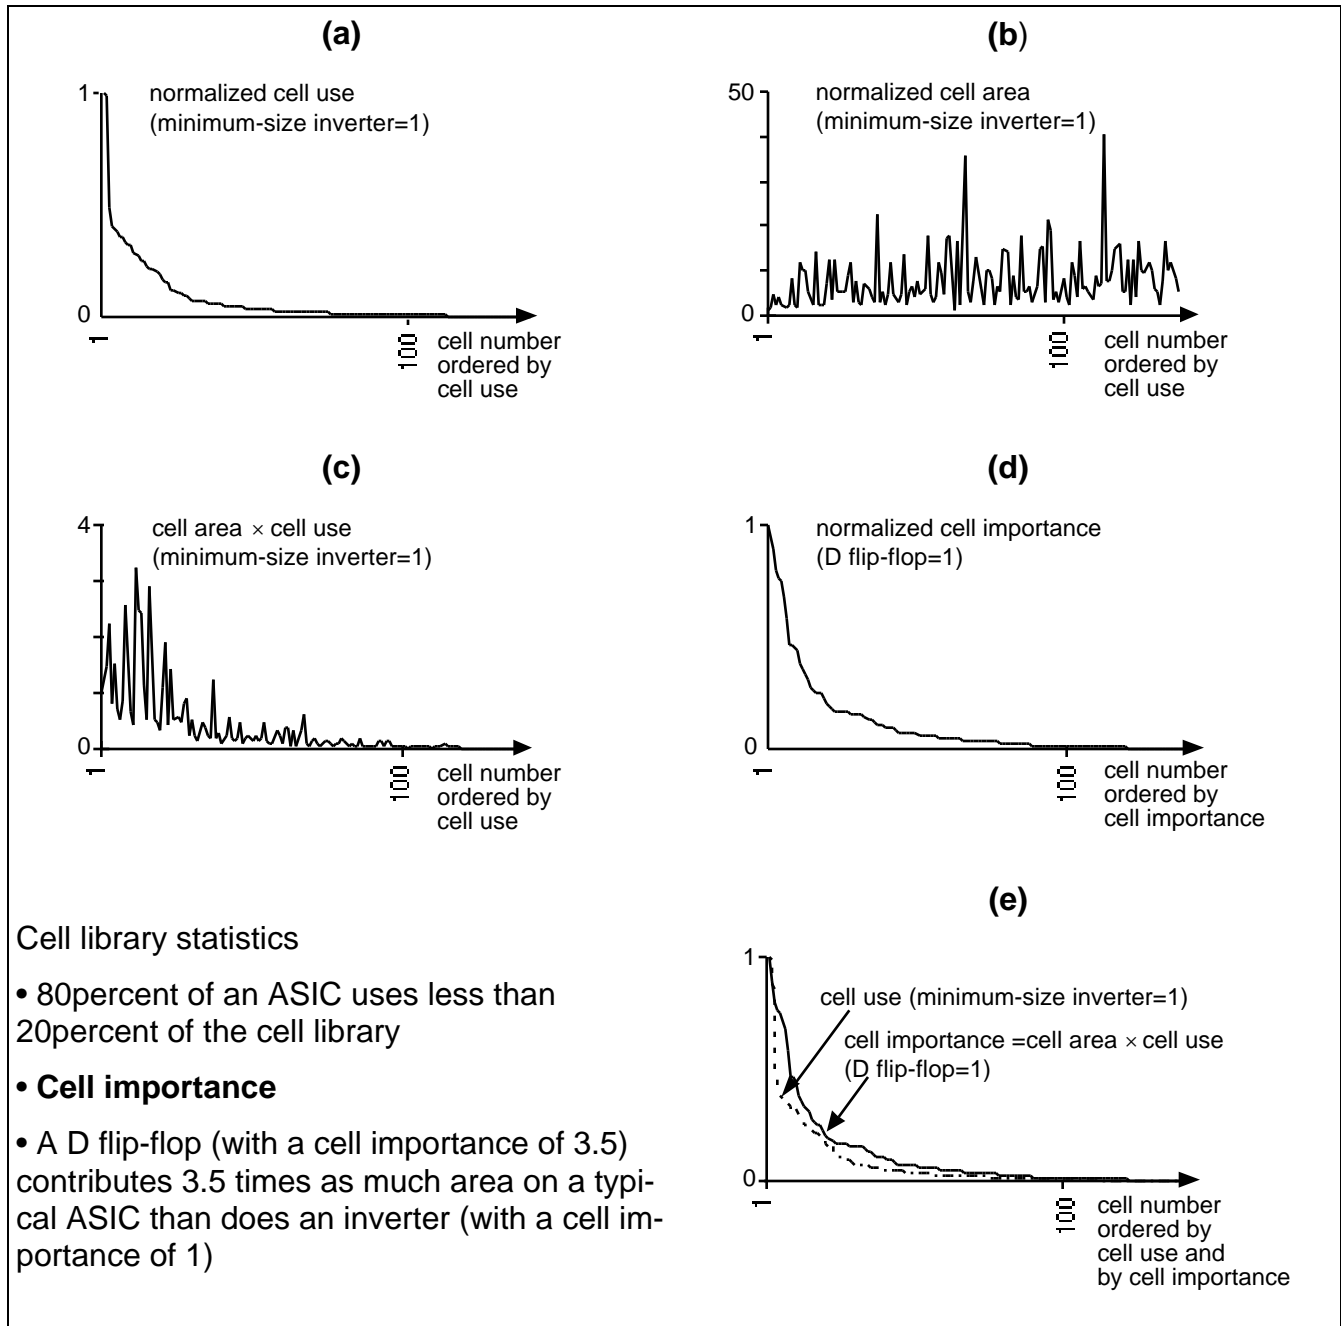 (a)
1
normalized cell use
(minimum-size inverter=1)
0
1
100
cell number
ordered by
cell use
(b)
50
normalized cell area
(minimum-size inverter=1)
0
1
100
cell number
ordered by
cell use
(c)
4
cell area × cell use
(minimum-size inverter=1)
0
1
100
cell number
ordered by
cell use
(d)
1
normalized cell importance
(D flip-flop=1)
0
1
100
cell number
ordered by
cell importance
Cell library statistics
• 80percent of an ASIC uses less than
20percent of the cell library
• Cell importance
• A D flip-flop (with a cell importance of 3.5)
contributes 3.5 times as much area on a typi-
cal ASIC than does an inverter (with a cell im-
portance of 1)
(e)
1
cell use (minimum-size inverter=1)
cell importance =cell area × cell use
(D flip-flop=1)
0
1
100
cell number
ordered by
cell use and
by cell importance